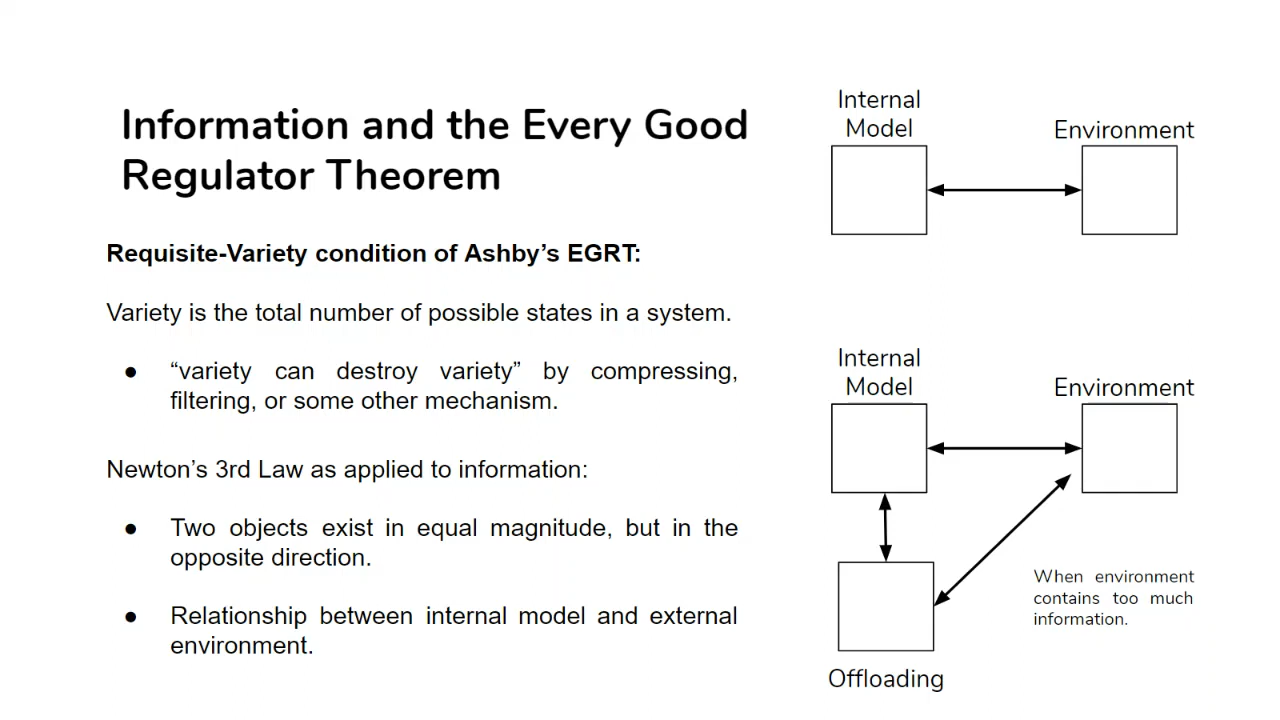 Information and the Every Good
Regulator Theorem
Requisite-Variety condition of Ashby’s EGRT:
Variety is the total number of possible states in a system.
● “variety can destroy variety” by compressing,
filtering, or some other mechanism.
Newton’s 3rd Law as applied to information:
● Two objects exist in equal magnitude, but in the
opposite direction.
● Relationship between internal model and external
environment.
Internal
Model
Environment
Internal
Model
Environment
When environment
contains too much
information.
Offloading